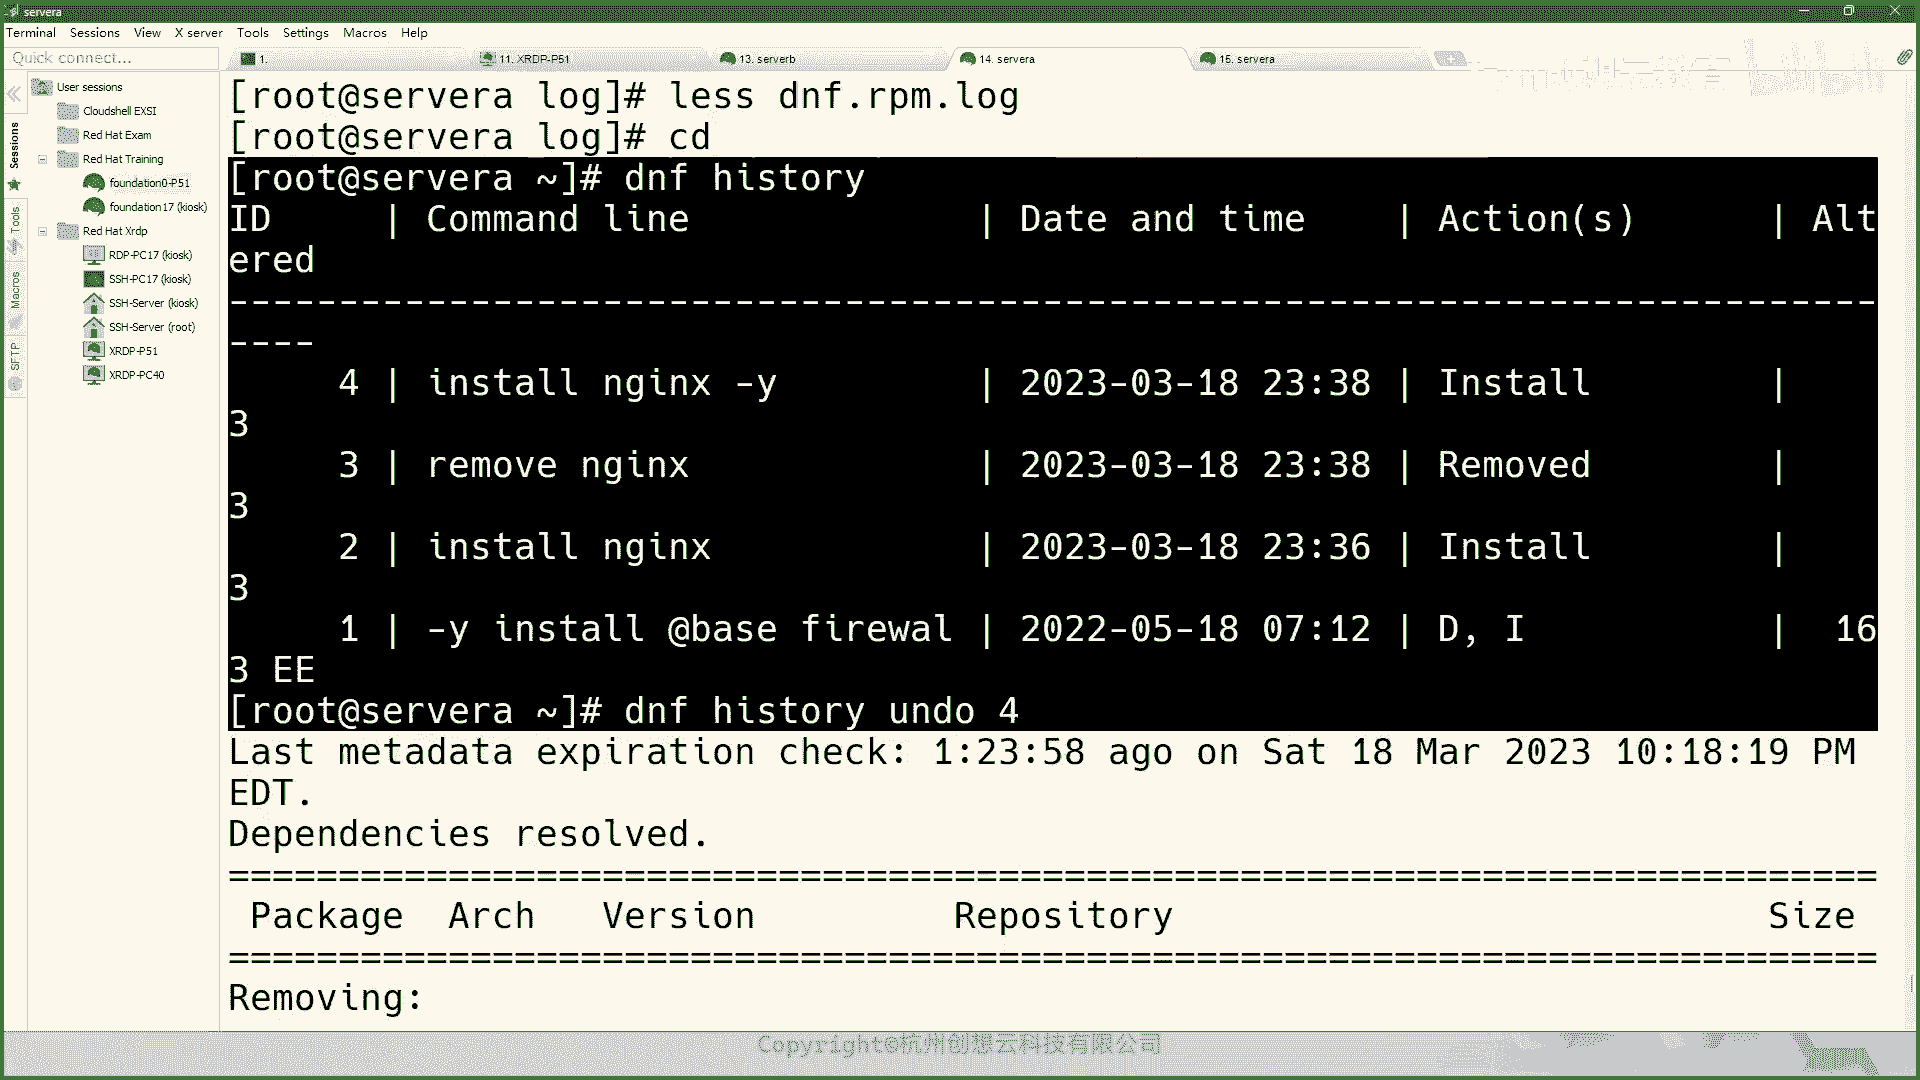 servera
Terminal Sessions View X server Tools Settings Macros Help
Quick connect...
1.
11. XRDP-P51
13. serverb
14. servera
15. servera
Sessions
Tools
Macros
SFTP
User sessions
Cloudshell EXSI
Red Hat Exam
Red Hat Training
foundation0-P51
foundation17 (kiosk)
Red Hat Xrdp
RDP-PC17 (kiosk)
SSH-PC17 (kiosk)
SSH-Server (kiosk)
SSH-Server (root)
XRDP-P51
XRDP-PC40
[root@servera log]# less dnf.rpm.log
[root@servera log]# cd
[root@servera ~]# dnf history
ID     | Command line             | Date and time    | Action(s)      | Alt
ered
---------------------------------------------------------------------------
----
     4 | install nginx -y         | 2023-03-18 23:38 | Install        |
3
     3 | remove nginx             | 2023-03-18 23:38 | Removed        |
3
     2 | install nginx            | 2023-03-18 23:36 | Install        |
3
     1 | -y install @base firewal | 2022-05-18 07:12 | D, I           |  16
3 EE
[root@servera ~]# dnf history undo 4
Last metadata expiration check: 1:23:58 ago on Sat 18 Mar 2023 10:18:19 PM
EDT.
Dependencies resolved.
===========================================================================
 Package  Arch   Version         Repository                           Size
===========================================================================
Removing:
Copyright©杭州创想云科技有限公司